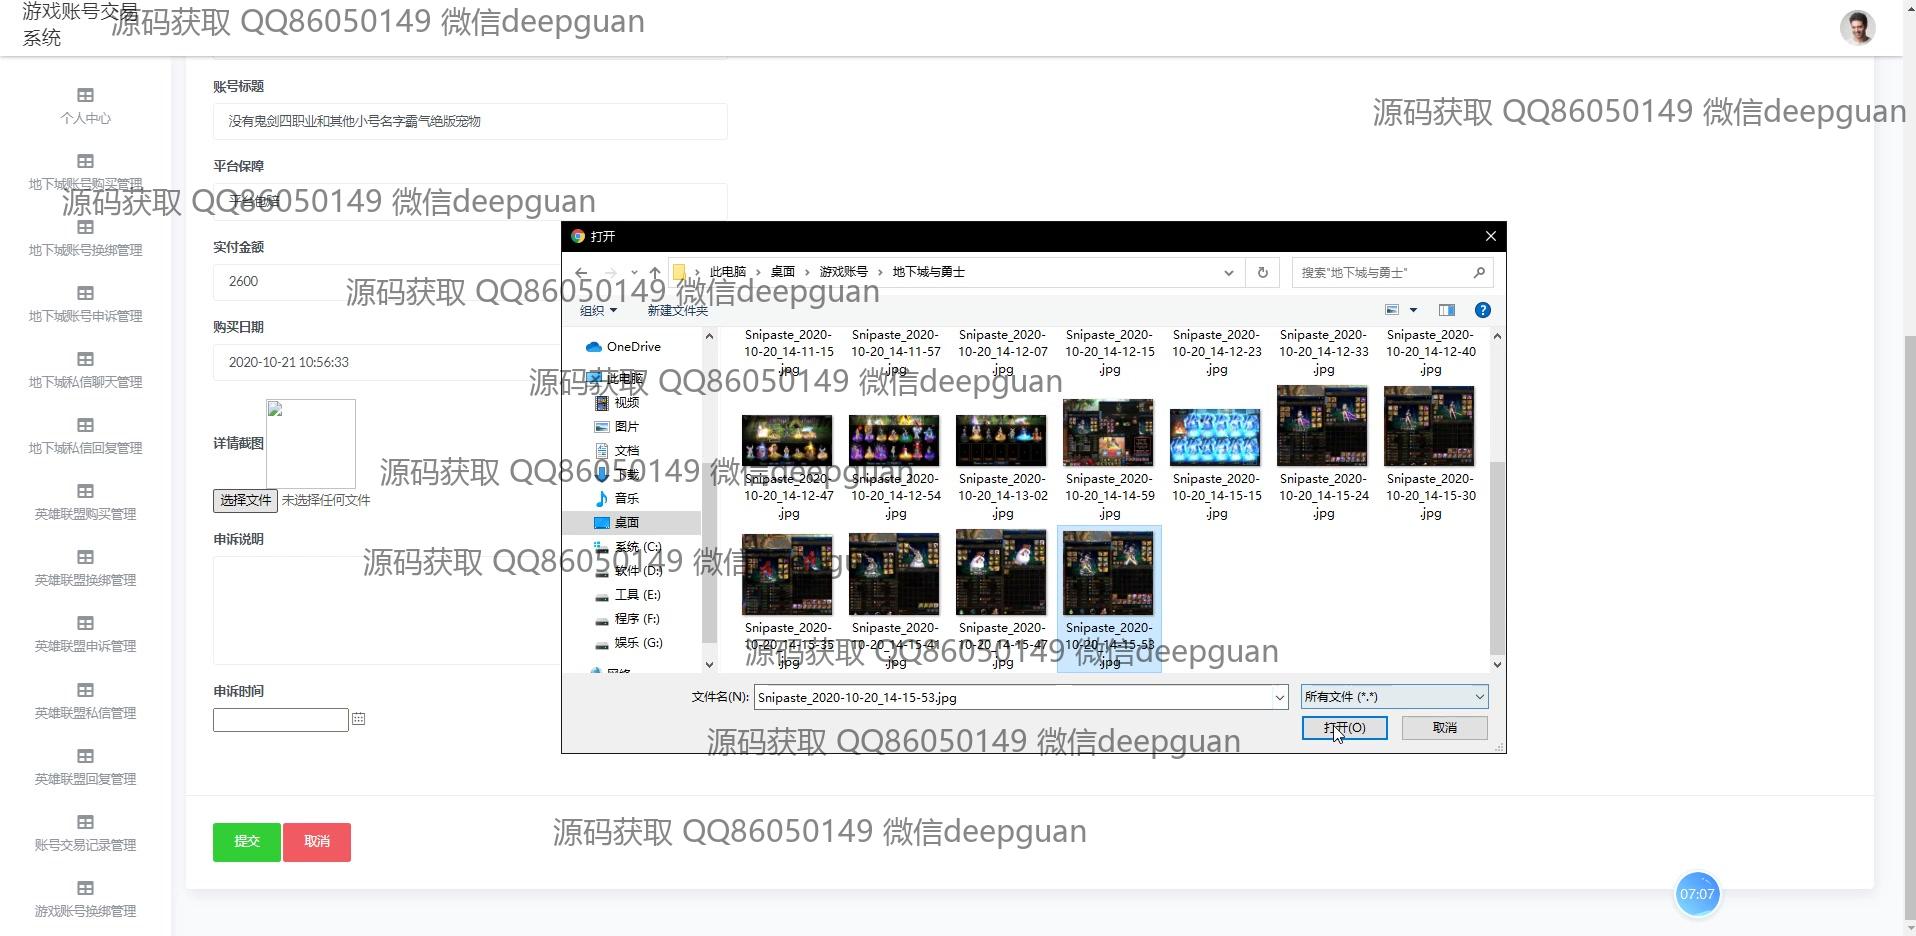 游戏账号交易
系统
源码获取 QQ86050149 微信deepguan
源码获取 QQ86050149 微信deepguan
个人中心
地下城账号购买管理
地下城账号换绑管理
地下城账号申诉管理
地下城私信聊天管理
地下城私信回复管理
英雄联盟购买管理
英雄联盟换绑管理
英雄联盟申诉管理
英雄联盟私信管理
英雄联盟回复管理
账号交易记录管理
游戏账号换绑管理
账号标题
没有鬼剑四职业和其他小号名字霸气绝版宠物
平台保障
平台包赔
源码获取 QQ86050149 微信deepguan
实付金额
2600
源码获取 QQ86050149 微信deepguan
购买日期
2020-10-21 10:56:33
源码获取 QQ86050149 微信deepguan
详情截图
选择文件 未选择任何文件
源码获取 QQ86050149 微信deepguan
申诉说明
源码获取 QQ86050149 微信deepgu
申诉时间
提交 取消
打开
此电脑 › 桌面 › 游戏账号 › 地下城与勇士
搜索"地下城与勇士"
组织 新建文件夹
OneDrive
此电脑
视频
图片
文档
下载
音乐
桌面
系统 (C:)
软件 (D:)
工具 (E:)
程序 (F:)
娱乐 (G:)
网络
Snipaste_2020-10-20_14-11-15.jpg
Snipaste_2020-10-20_14-11-57.jpg
Snipaste_2020-10-20_14-12-07.jpg
Snipaste_2020-10-20_14-12-15.jpg
Snipaste_2020-10-20_14-12-23.jpg
Snipaste_2020-10-20_14-12-33.jpg
Snipaste_2020-10-20_14-12-40.jpg
Snipaste_2020-10-20_14-12-47.jpg
Snipaste_2020-10-20_14-12-54.jpg
Snipaste_2020-10-20_14-13-02.jpg
Snipaste_2020-10-20_14-14-59.jpg
Snipaste_2020-10-20_14-15-15.jpg
Snipaste_2020-10-20_14-15-24.jpg
Snipaste_2020-10-20_14-15-30.jpg
Snipaste_2020-10-20_14-15-35.jpg
Snipaste_2020-10-20_14-15-41.jpg
Snipaste_2020-10-20_14-15-47.jpg
Snipaste_2020-10-20_14-15-53.jpg
源码获取 QQ86050149 微信deepguan
文件名(N): Snipaste_2020-10-20_14-15-53.jpg 所有文件 (*.*)
打开(O) 取消
源码获取 QQ86050149 微信deepguan
源码获取 QQ86050149 微信deepguan
07:07